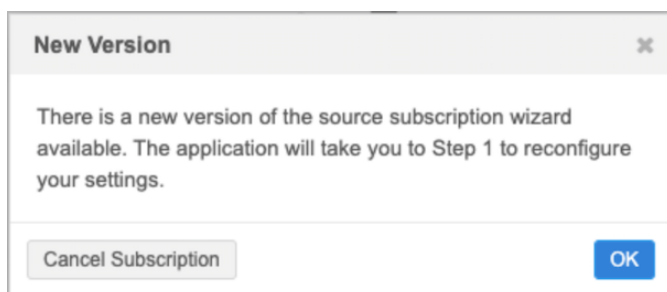 New Version
There is a new version of the source subscription wizard
available. The application will take you to Step 1 to reconfigure
your settings.
Cancel Subscription
OK